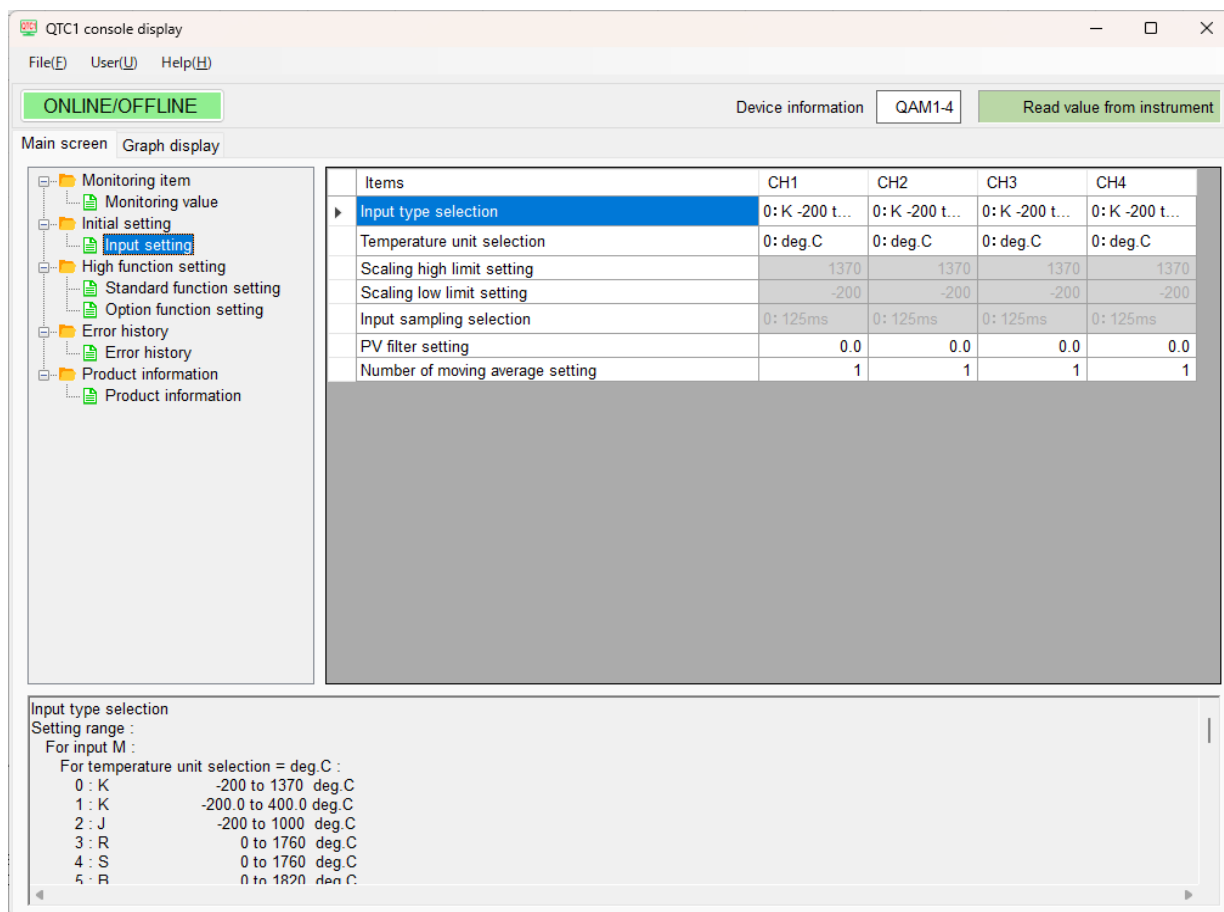 QTC1 console display
File(F) User(U) Help(H)
ONLINE/OFFLINE Device information QAM1-4 Read value from instrument
Main screen Graph display
Monitoring item
Monitoring value
Initial setting
Input setting
High function setting
Standard function setting
Option function setting
Error history
Error history
Product information
Product information
Items CH1 CH2 CH3 CH4
Input type selection 0: K -200 t... 0: K -200 t... 0: K -200 t... 0: K -200 t...
Temperature unit selection 0: deg.C 0: deg.C 0: deg.C 0: deg.C
Scaling high limit setting 1370 1370 1370 1370
Scaling low limit setting -200 -200 -200 -200
Input sampling selection 0: 125ms 0: 125ms 0: 125ms 0: 125ms
PV filter setting 0.0 0.0 0.0 0.0
Number of moving average setting 1 1 1 1
Input type selection
Setting range :
For input M :
For temperature unit selection = deg.C :
0 : K -200 to 1370 deg.C
1 : K -200.0 to 400.0 deg.C
2 : J -200 to 1000 deg.C
3 : R 0 to 1760 deg.C
4 : S 0 to 1760 deg.C
5 : B 0 to 1820 deg.C